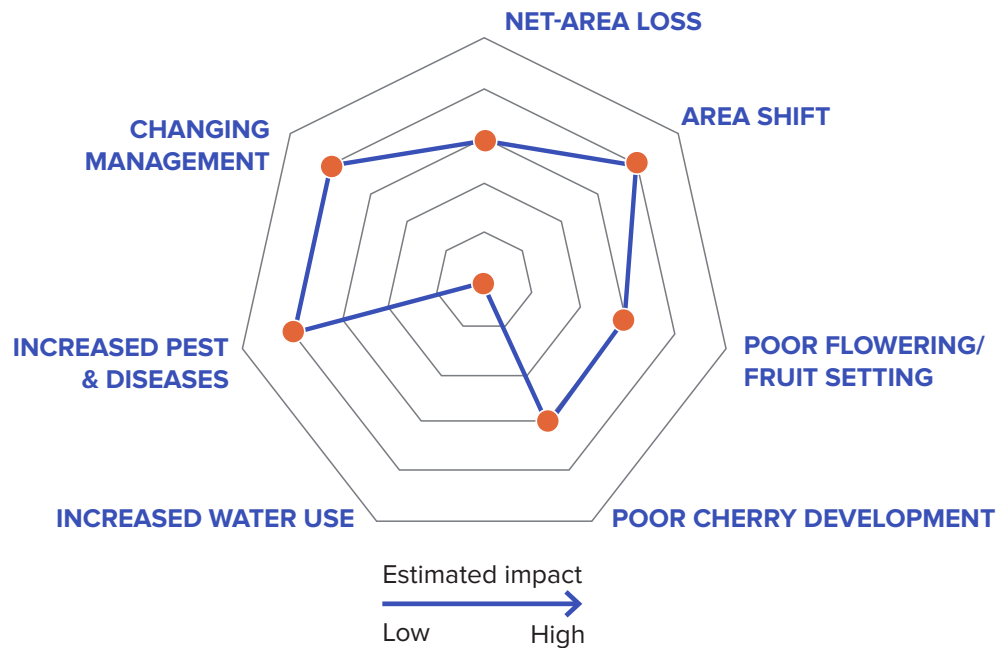 NET-AREA LOSS
AREA SHIFT
CHANGING
MANAGEMENT
INCREASED PEST
& DISEASES
POOR FLOWERING/
FRUIT SETTING
INCREASED WATER USE
POOR CHERRY DEVELOPMENT
Estimated impact
Low
High